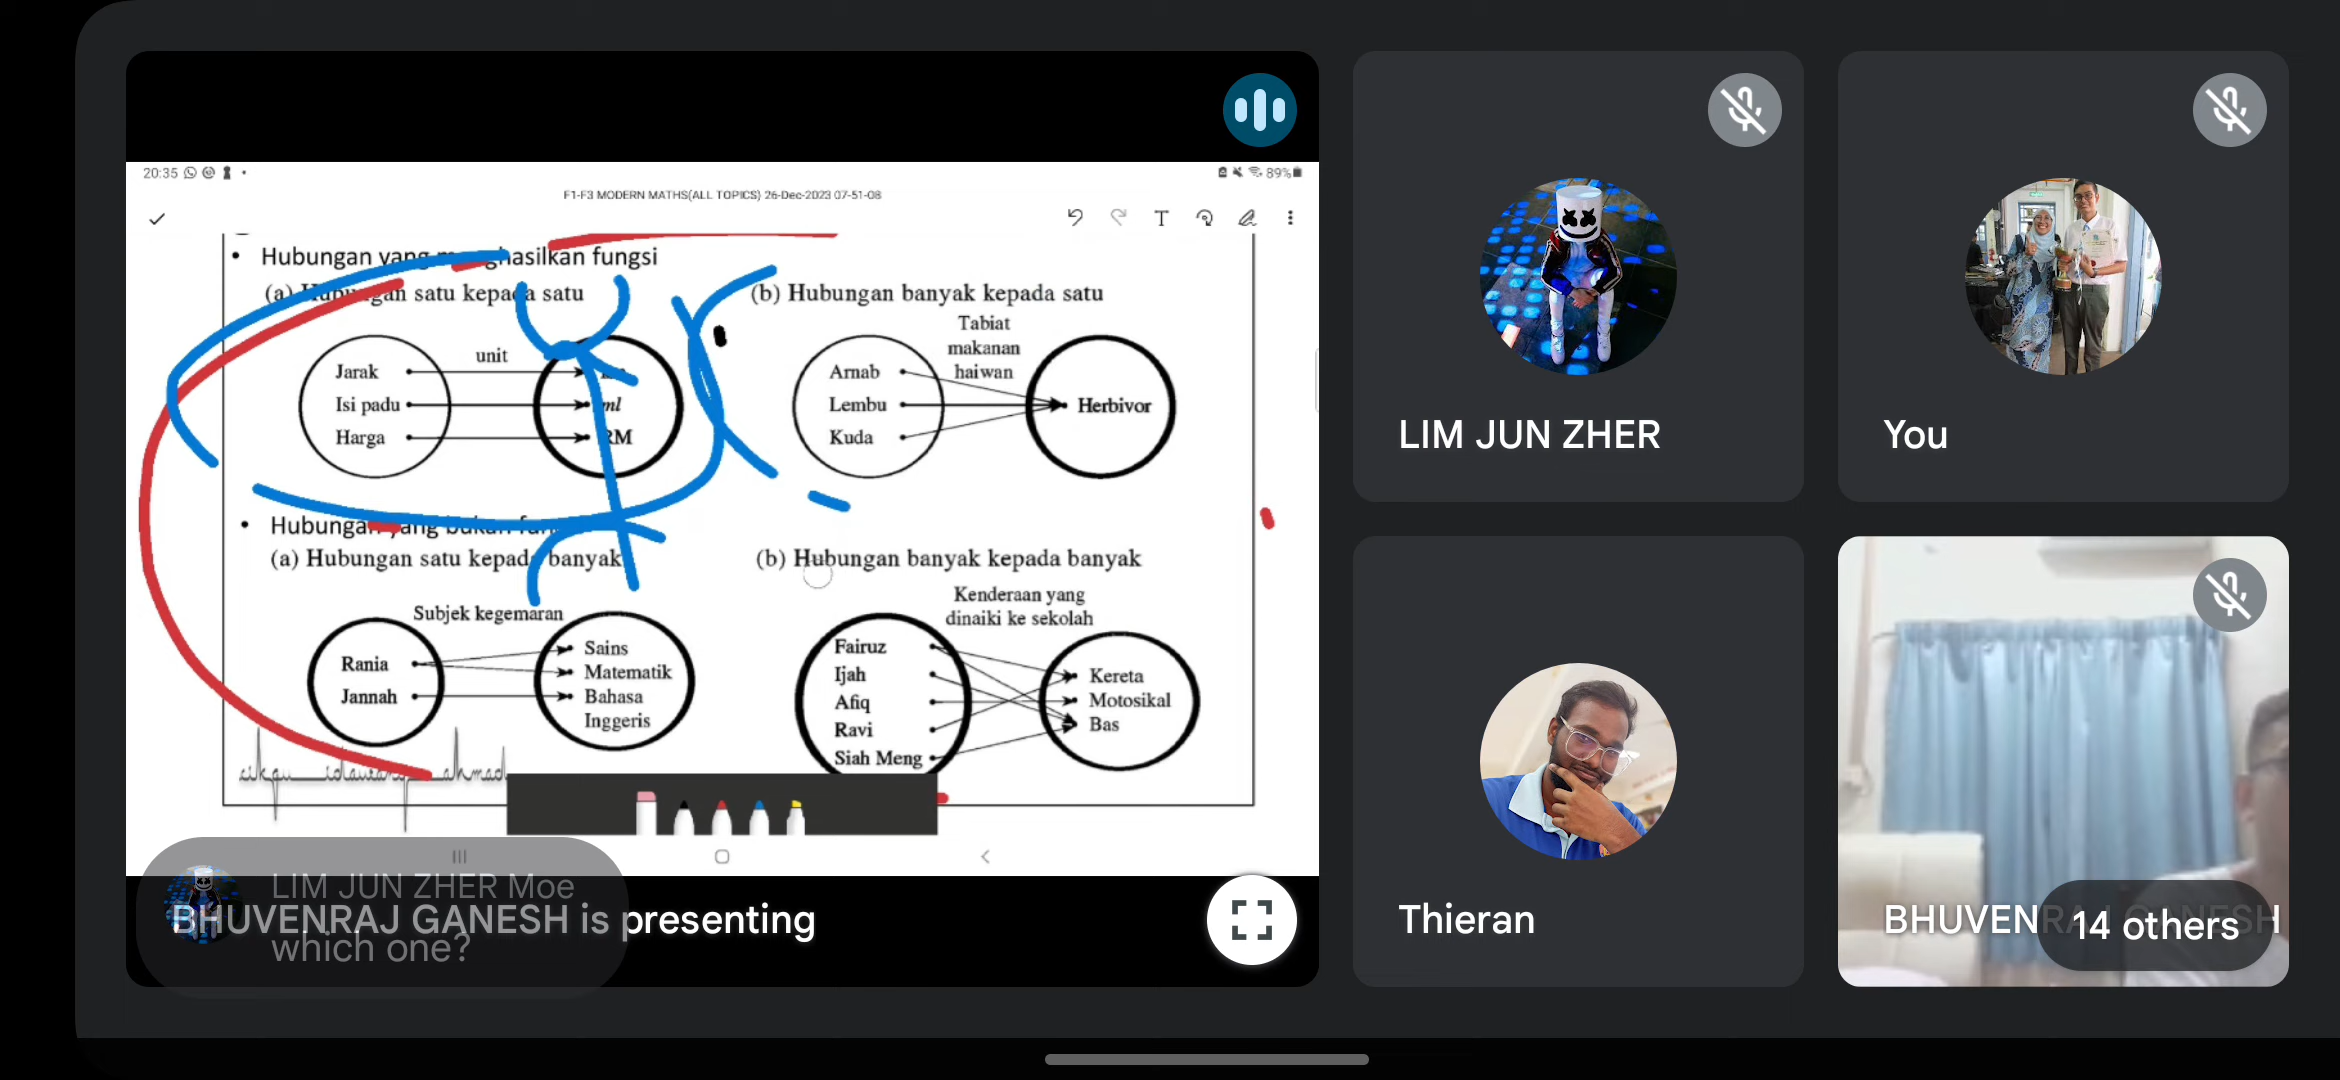 20:35
89%
F1-F3 MODERN MATHS(ALL TOPICS) 26-Dec-2023 07-51-08
T
• Hubungan yang menghasilkan fungsi
(a) Hubungan satu kepada satu
(b) Hubungan banyak kepada satu
unit
Jarak
Isi padu
Harga
ml
RM
Tabiat
makanan
haiwan
Arnab
Lembu
Kuda
Herbivor
• Hubungan yang bukan
(a) Hubungan satu kepada banyak
(b) Hubungan banyak kepada banyak
Subjek kegemaran
Rania
Jannah
Sains
Matematik
Bahasa
Inggeris
Kenderaan yang
dinaiki ke sekolah
Fairuz
Ijah
Afiq
Ravi
Siah Meng
Kereta
Motosikal
Bas
cikgu ahmad
LIM JUN ZHER Moe
which one?
BHUVENRAJ GANESH is presenting
LIM JUN ZHER
You
Thieran
BHUVENRAJ GANESH
14 others